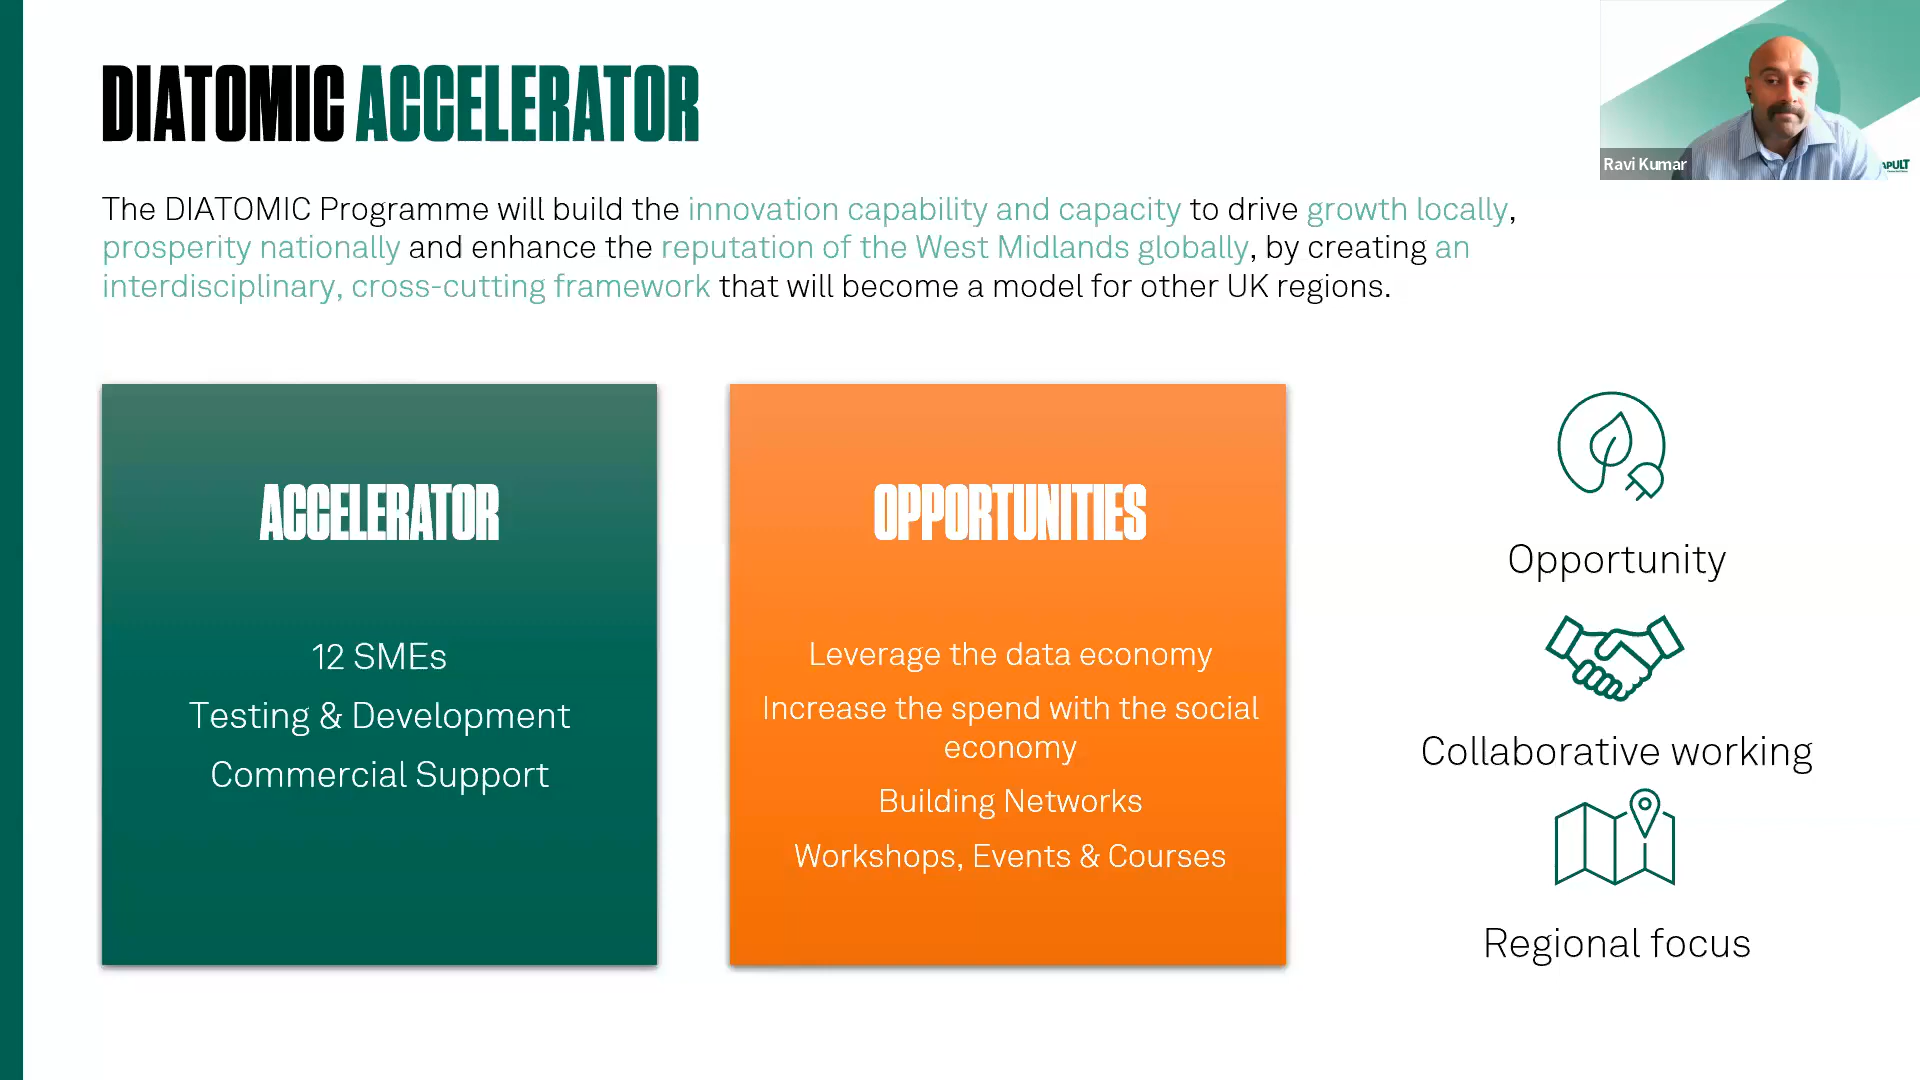 DIATOMIC ACCELERATOR
Ravi Kumar
APULT
The DIATOMIC Programme will build the innovation capability and capacity to drive growth locally,
prosperity nationally and enhance the reputation of the West Midlands globally, by creating an
interdisciplinary, cross-cutting framework that will become a model for other UK regions.
ACCELERATOR
12 SMEs
Testing & Development
Commercial Support
OPPORTUNITIES
Leverage the data economy
Increase the spend with the social
economy
Building Networks
Workshops, Events & Courses
Opportunity
Collaborative working
Regional focus